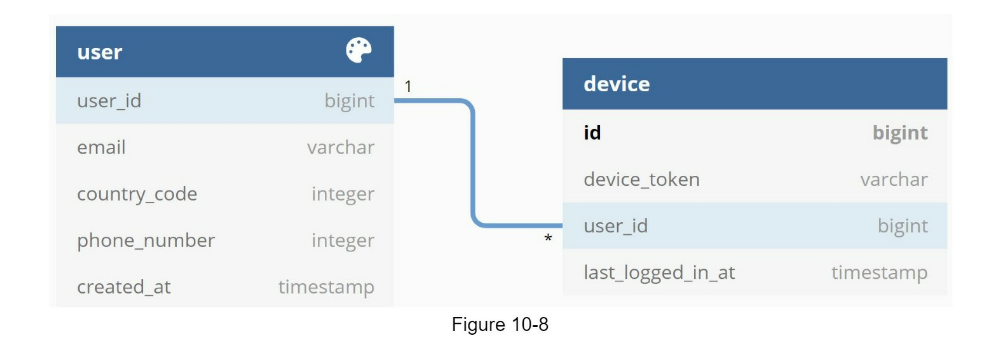 user
user_id bigint
email varchar
country_code integer
phone_number integer
created_at timestamp
1
*
device
id bigint
device_token varchar
user_id bigint
last_logged_in_at timestamp
Figure 10-8